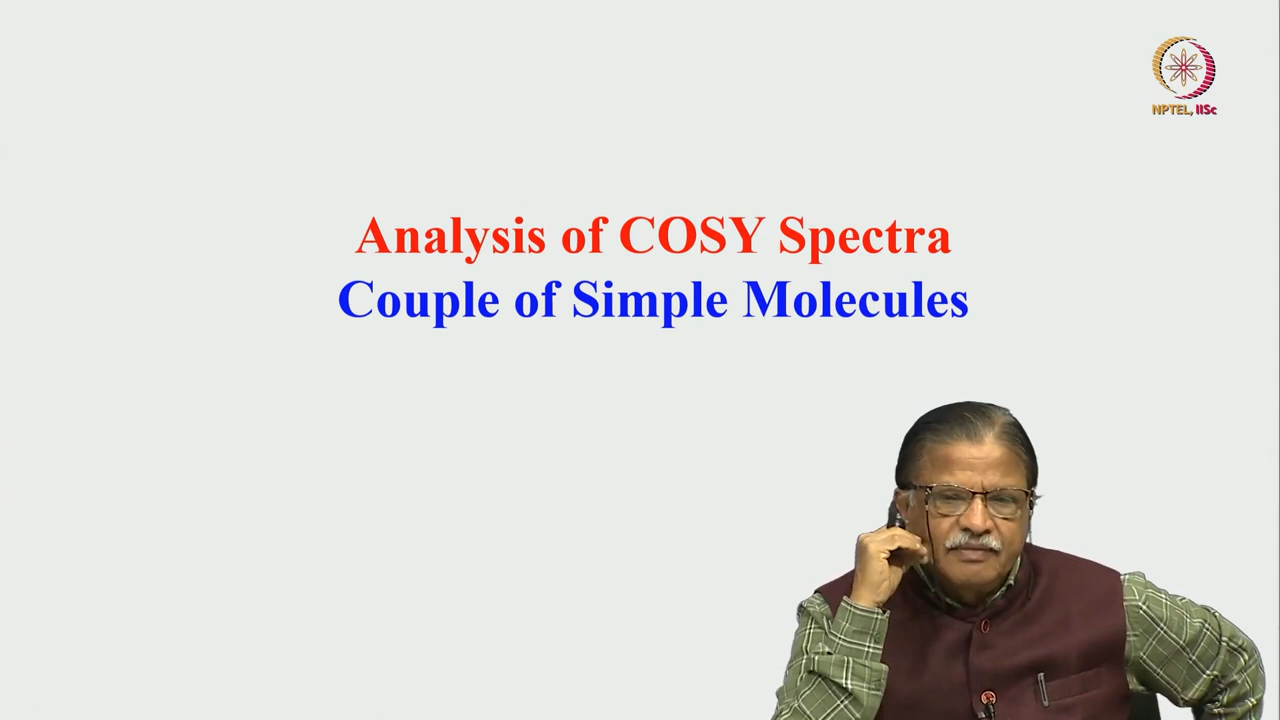 NPTEL, IISc
Analysis of COSY Spectra
Couple of Simple Molecules